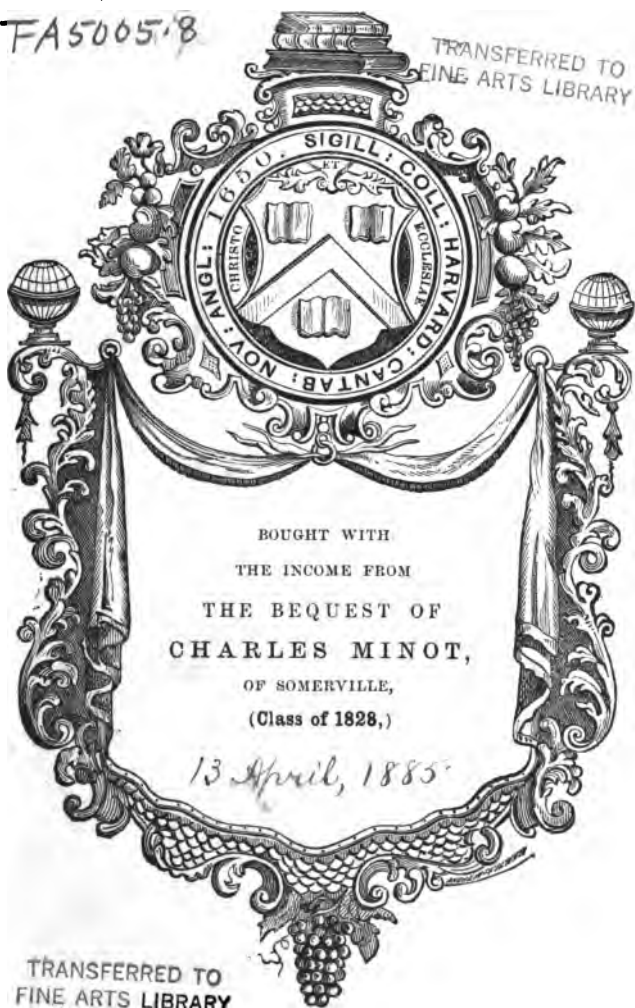 FA5005.8
TRANSFERRED TO
FINE ARTS LIBRARY
SIGILL: COLL: HARVARD: CANTAB: NOV: ANGL: 1650.
ET
CHRISTO
ECCLESIAE
BOUGHT WITH
THE INCOME FROM
THE BEQUEST OF
CHARLES MINOT,
OF SOMERVILLE,
(Class of 1828,)
13 April, 1885.
TRANSFERRED TO
FINE ARTS LIBRARY